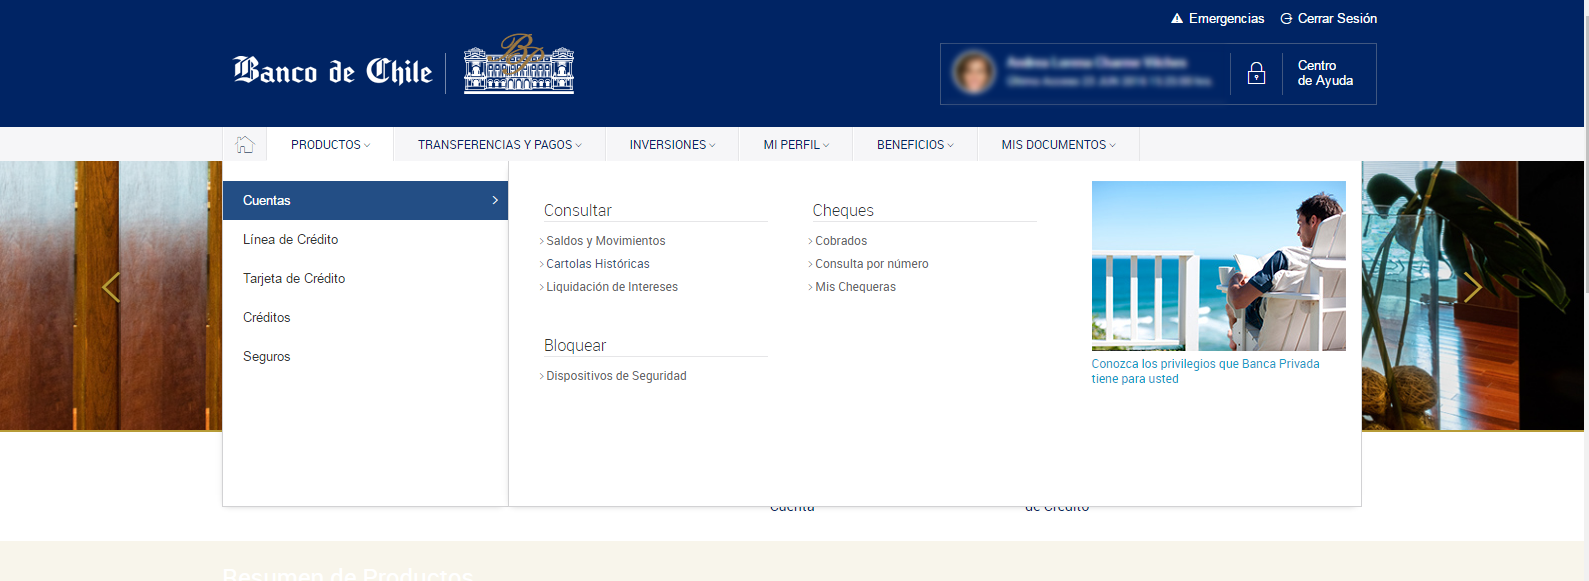 Emergencias
Cerrar Sesión
Banco de Chile
BP
Centro
de Ayuda
PRODUCTOS
TRANSFERENCIAS Y PAGOS
INVERSIONES
MI PERFIL
BENEFICIOS
MIS DOCUMENTOS
Cuentas
Línea de Crédito
Tarjeta de Crédito
Créditos
Seguros
Consultar
Saldos y Movimientos
Cartolas Históricas
Liquidación de Intereses
Bloquear
Dispositivos de Seguridad
Cheques
Cobrados
Consulta por número
Mis Chequeras
Conozca los privilegios que Banca Privada
tiene para usted
Cuenta
de Crédito
Resumen de Productos